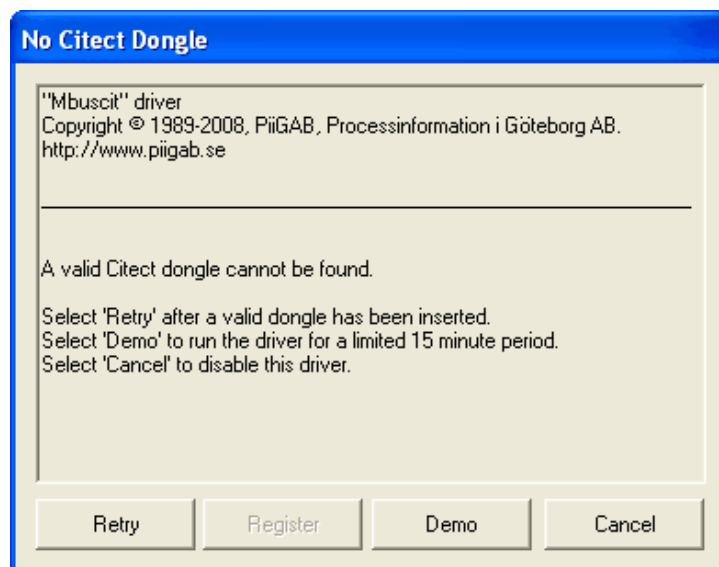 No Citect Dongle
"Mbuscit" driver
Copyright © 1989-2008, PiiGAB, Processinformation i Göteborg AB.
http://www.piigab.se
A valid Citect dongle cannot be found.
Select 'Retry' after a valid dongle has been inserted.
Select 'Demo' to run the driver for a limited 15 minute period.
Select 'Cancel' to disable this driver.
Retry Register Demo Cancel